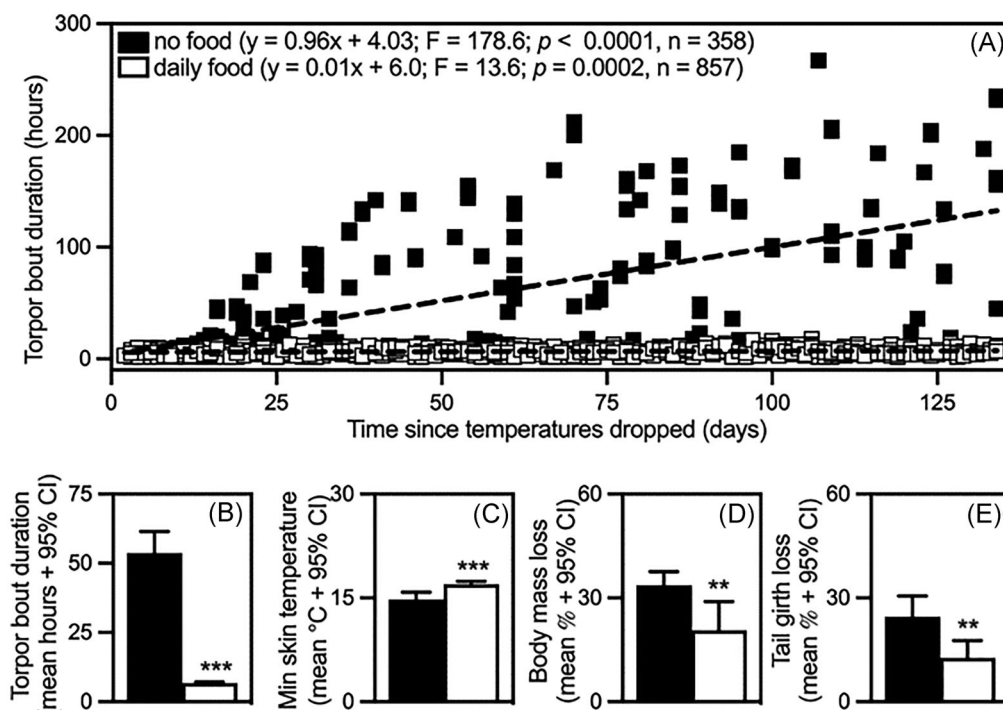 300
■ no food (y = 0.96x + 4.03; F = 178.6; p < 0.0001, n = 358)
□ daily food (y = 0.01x + 6.0; F = 13.6; p = 0.0002, n = 857)
(A)
200
100
0
Torpor bout duration (hours)
0 25 50 75 100 125
Time since temperatures dropped (days)
75
50
25
0
Torpor bout duration
(mean hours + 95% CI)
(B)
***
30
15
0
Min skin temperature
(mean °C + 95% CI)
(C)
***
60
30
0
Body mass loss
(mean % + 95% CI)
(D)
**
60
30
0
Tail girth loss
(mean % + 95% CI)
(E)
**